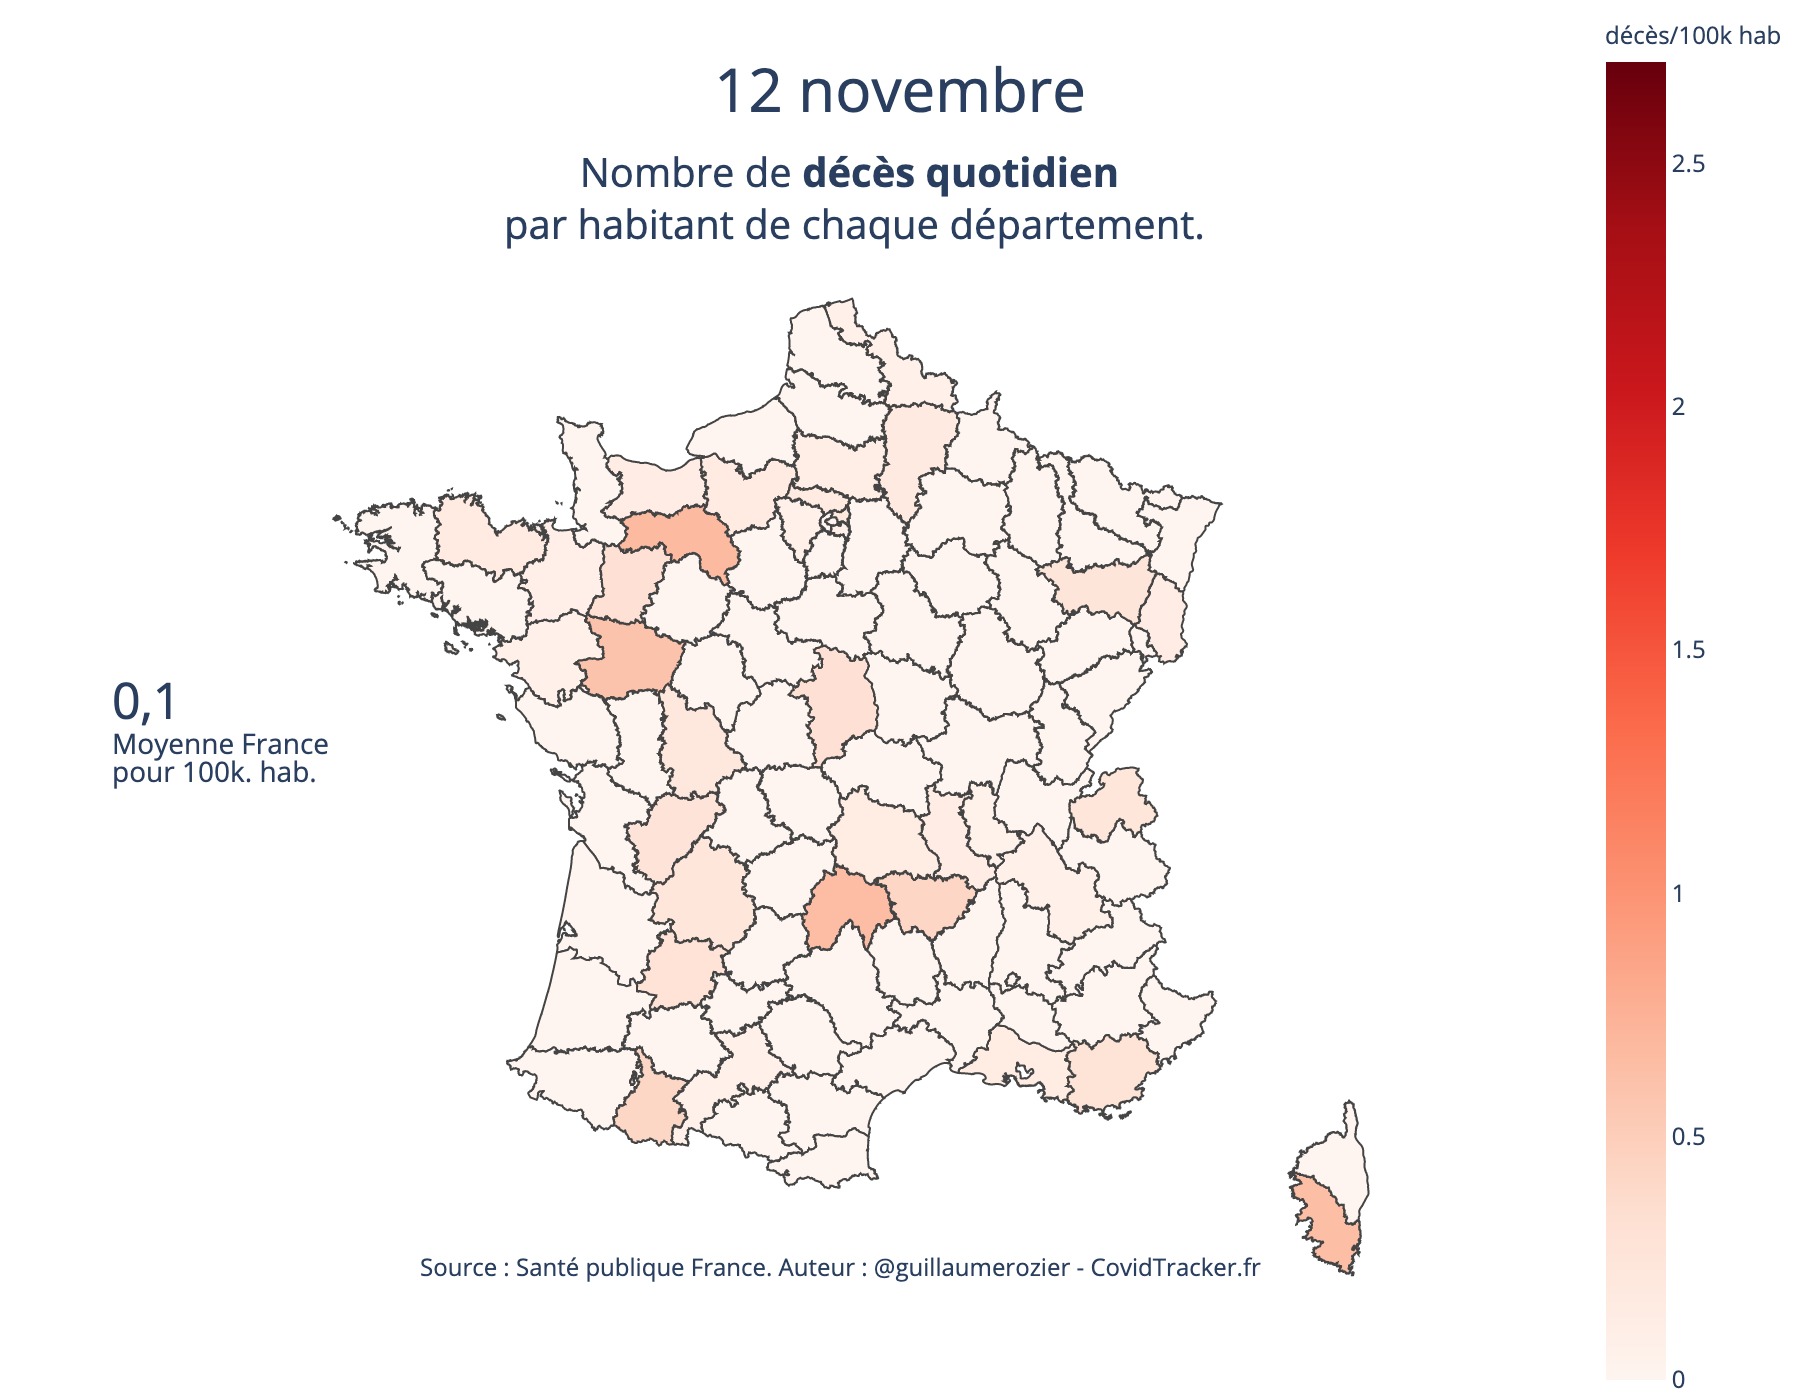 décès/100k hab
12 novembre
Nombre de décès quotidien
par habitant de chaque département.
2.5
2
1.5
1
0.5
0
0,1
Moyenne France
pour 100k. hab.
Source : Santé publique France. Auteur : @guillaumerozier - CovidTracker.fr